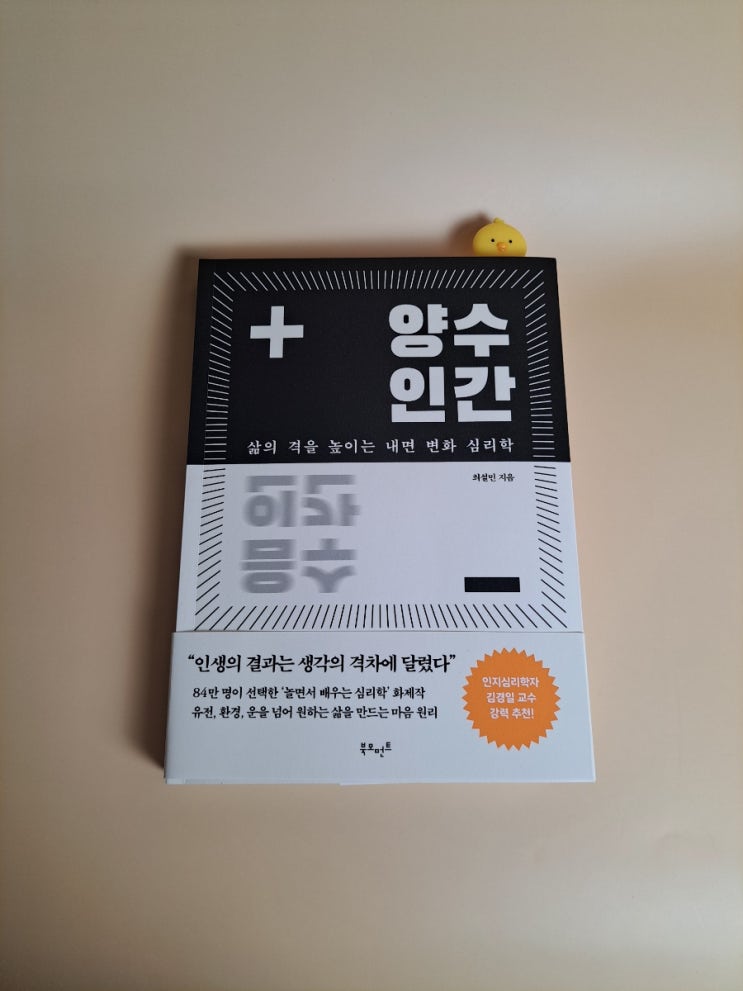 +
양수
인간
삶의 격을 높이는 내면 변화 심리학
최설민 지음
인간
음수
-
“인생의 결과는 생각의 격차에 달렸다”
84만 명이 선택한 ‘놀면서 배우는 심리학’ 화제작
유전, 환경, 운을 넘어 원하는 삶을 만드는 마음 원리
인지심리학자
김경일 교수
강력 추천!
북모먼트